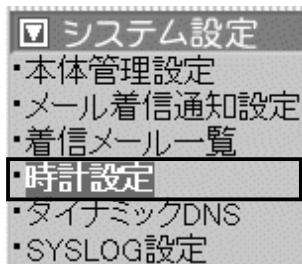 システム設定
・本体管理設定
・メール着信通知設定
・着信メール一覧
・時計設定
・ダイナミックDNS
・SYSLOG設定